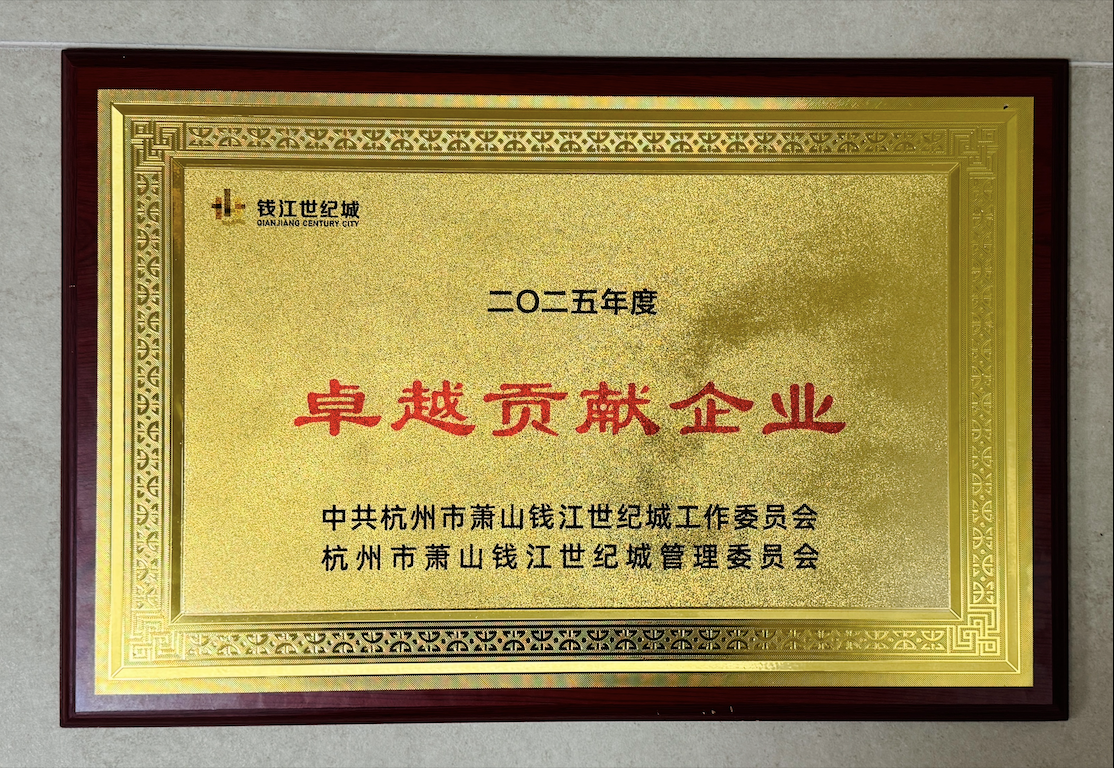 钱江世纪城
QIANJIANG CENTURY CITY
二〇二五年度
卓越贡献企业
中共杭州市萧山钱江世纪城工作委员会
杭州市萧山钱江世纪城管理委员会